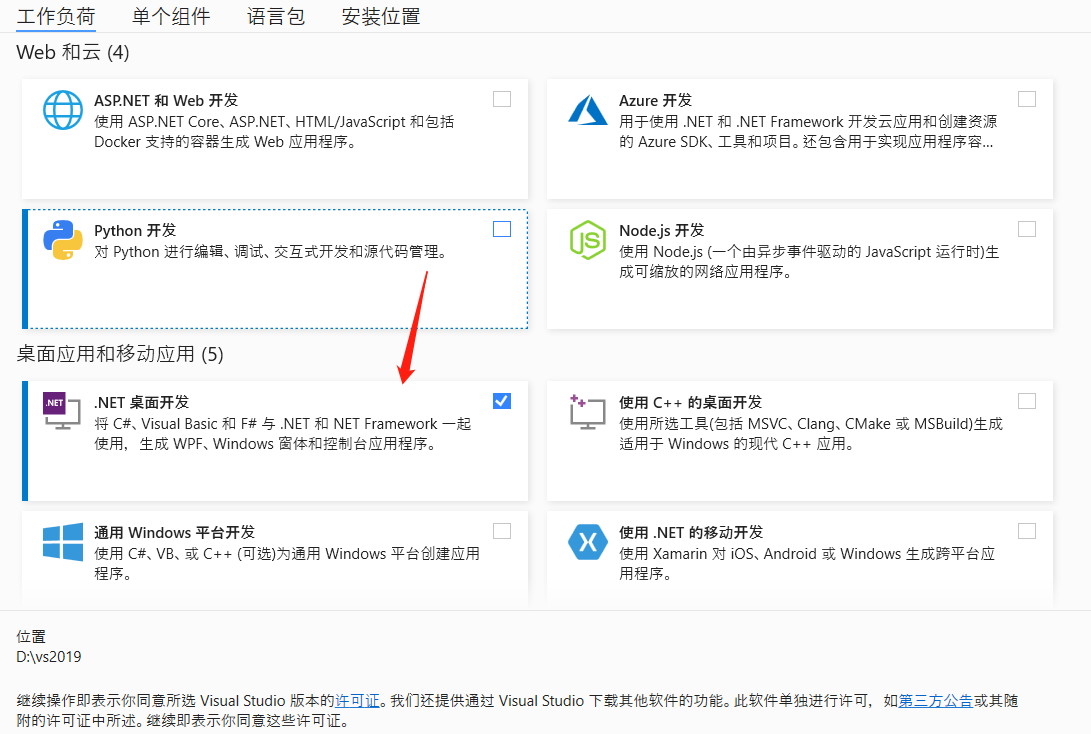 工作负荷 单个组件 语言包 安装位置
Web 和云 (4)
ASP.NET 和 Web 开发
使用 ASP.NET Core、ASP.NET、HTML/JavaScript 和包括
Docker 支持的容器生成 Web 应用程序。
Azure 开发
用于使用 .NET 和 .NET Framework 开发云应用和创建资源
的 Azure SDK、工具和项目。还包含用于实现应用程序容...
Python 开发
对 Python 进行编辑、调试、交互式开发和源代码管理。
JS
Node.js 开发
使用 Node.js (一个由异步事件驱动的 JavaScript 运行时)生
成可缩放的网络应用程序。
桌面应用和移动应用 (5)
.NET
.NET 桌面开发
将 C#、Visual Basic 和 F# 与 .NET 和 NET Framework 一起
使用，生成 WPF、Windows 窗体和控制台应用程序。
使用 C++ 的桌面开发
使用所选工具(包括 MSVC、Clang、CMake 或 MSBuild)生成
适用于 Windows 的现代 C++ 应用。
通用 Windows 平台开发
使用 C#、VB、或 C++ (可选)为通用 Windows 平台创建应用
程序。
使用 .NET 的移动开发
使用 Xamarin 对 iOS、Android 或 Windows 生成跨平台应
用程序。
位置
D:\vs2019
继续操作即表示你同意所选 Visual Studio 版本的许可证。我们还提供通过 Visual Studio 下载其他软件的功能。此软件单独进行许可，如第三方公告或其随
附的许可证中所述。继续即表示你同意这些许可证。